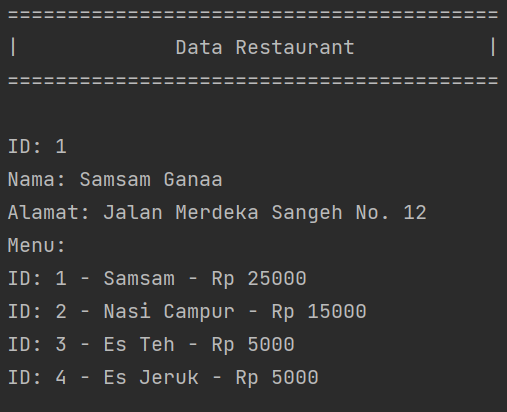 =========================================
|             Data Restaurant           |
=========================================
ID: 1
Nama: Samsam Ganaa
Alamat: Jalan Merdeka Sangeh No. 12
Menu:
ID: 1 - Samsam - Rp 25000
ID: 2 - Nasi Campur - Rp 15000
ID: 3 - Es Teh - Rp 5000
ID: 4 - Es Jeruk - Rp 5000